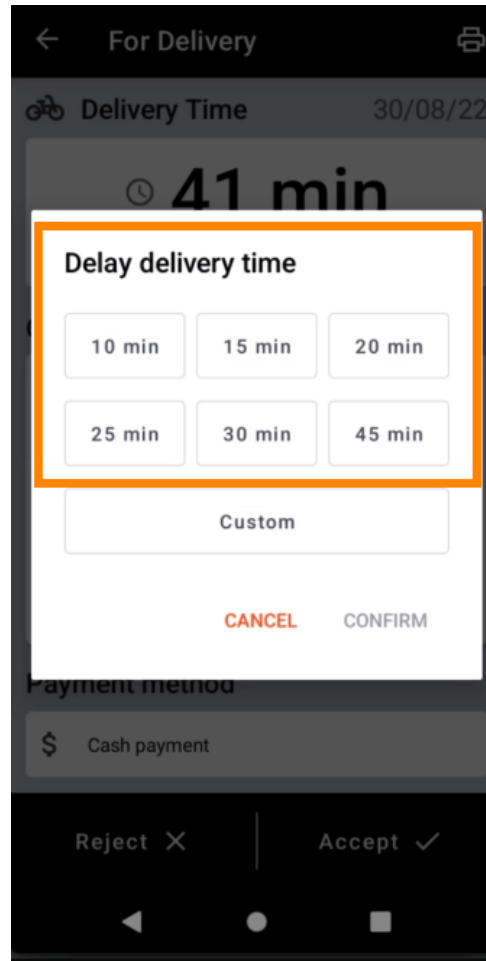 For Delivery
Delivery Time 30/08/22
41 min
Delay delivery time
10 min 15 min 20 min
25 min 30 min 45 min
Custom
CANCEL CONFIRM
Payment method
$ Cash payment
Reject Accept